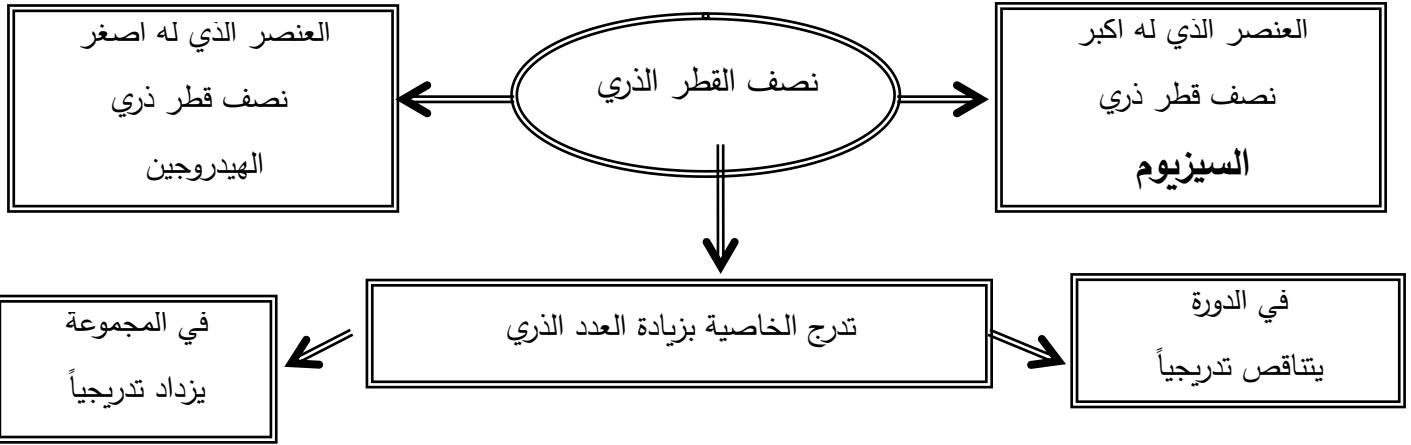 العنصر الذي له اكبر
نصف قطر ذري
السيزيوم
نصف القطر الذري
العنصر الذي له اصغر
نصف قطر ذري
الهيدروجين
في الدورة
يتناقص تدريجياً
تدرج الخاصية بزيادة العدد الذري
في المجموعة
يزداد تدريجياً